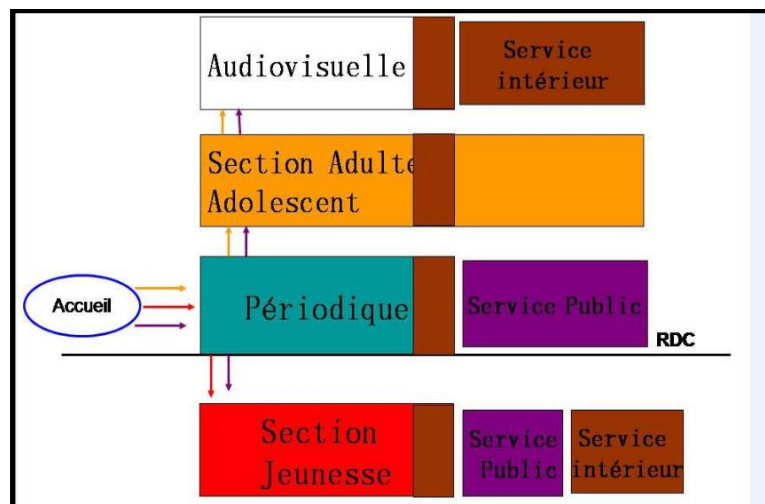 Audiovisuelle
Service
intérieur
Section Adulte
Adolescent
Accueil
Périodique
Service Public
RDC
Section
Jeunesse
Service
Public
Service
intérieur